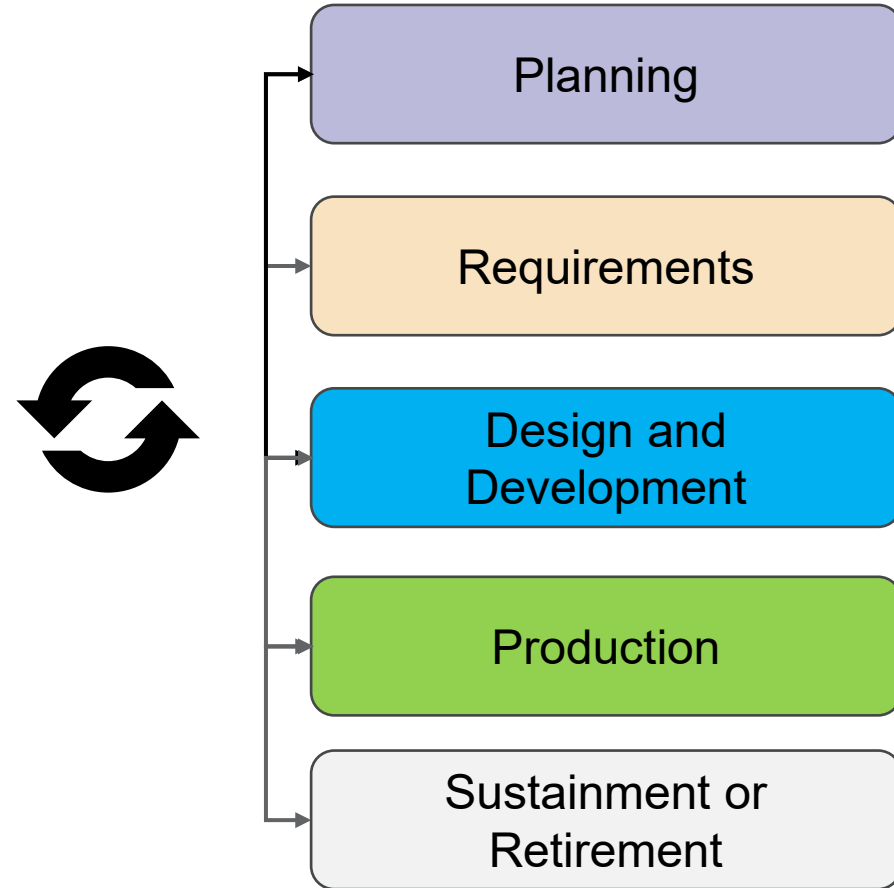 Planning
Requirements
Design and
Development
Production
Sustainment or
Retirement